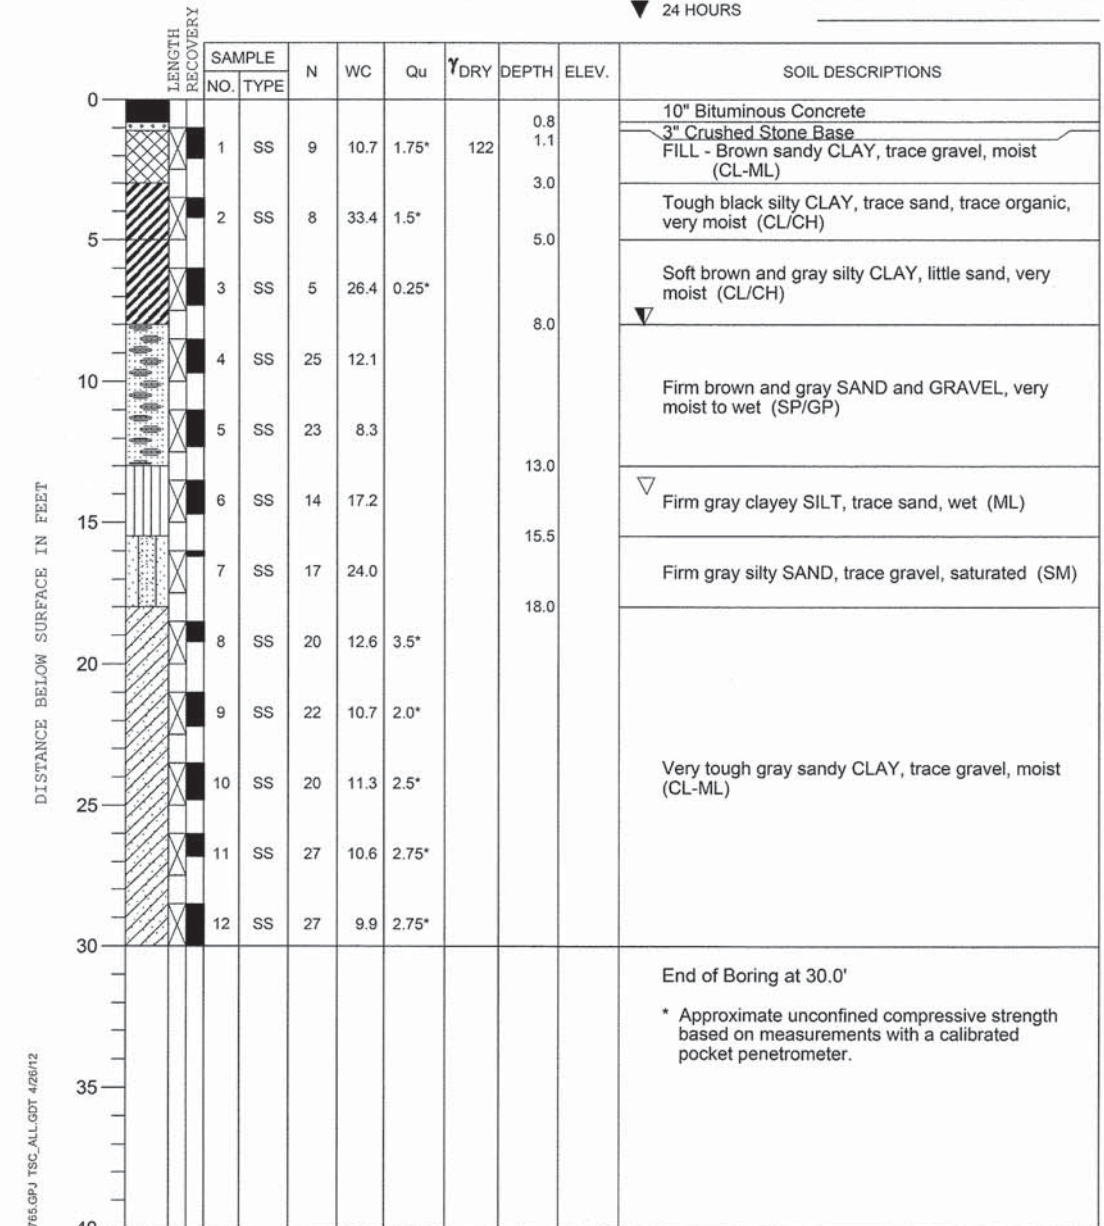 24 HOURS
LENGTH
RECOVERY
SAMPLE
NO. TYPE N WC Qu γDRY DEPTH ELEV. SOIL DESCRIPTIONS
0
10" Bituminous Concrete
0.8
3" Crushed Stone Base
1.1
1 SS 9 10.7 1.75* 122 FILL - Brown sandy CLAY, trace gravel, moist
(CL-ML)
3.0
Tough black silty CLAY, trace sand, trace organic,
2 SS 8 33.4 1.5* very moist (CL/CH)
5 5.0
Soft brown and gray silty CLAY, little sand, very
3 SS 5 26.4 0.25* moist (CL/CH)
8.0
4 SS 25 12.1
10
Firm brown and gray SAND and GRAVEL, very
moist to wet (SP/GP)
5 SS 23 8.3
13.0
6 SS 14 17.2 Firm gray clayey SILT, trace sand, wet (ML)
15
15.5
7 SS 17 24.0 Firm gray silty SAND, trace gravel, saturated (SM)
18.0
8 SS 20 12.6 3.5*
20
9 SS 22 10.7 2.0*
Very tough gray sandy CLAY, trace gravel, moist
10 SS 20 11.3 2.5* (CL-ML)
25
11 SS 27 10.6 2.75*
12 SS 27 9.9 2.75*
30
End of Boring at 30.0'
* Approximate unconfined compressive strength
based on measurements with a calibrated
pocket penetrometer.
35
40
DISTANCE BELOW SURFACE IN FEET
765.GPJ TSC_ALL.GDT 4/26/12